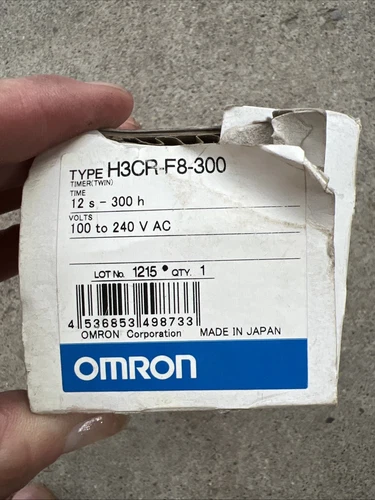 TYPE H3CR-F8-300
TIMER(TWIN)
TIME
12 s - 300 h
VOLTS
100 to 240 V AC
LOT No. 1215 • QTY. 1
4 536853 498733
OMRON Corporation MADE IN JAPAN
OMRON